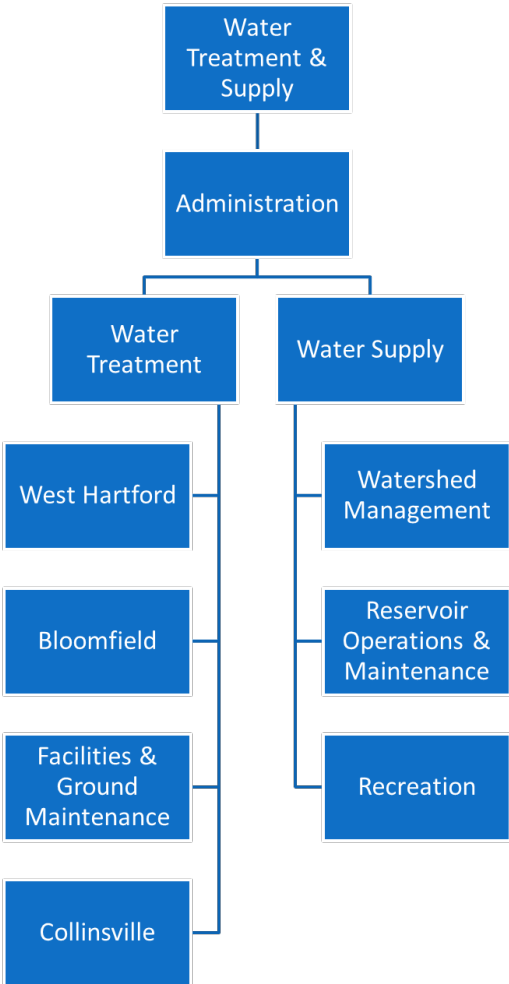 Water
Treatment &
Supply
Administration
Water
Treatment
Water Supply
West Hartford
Watershed
Management
Bloomfield
Reservoir
Operations &
Maintenance
Facilities &
Ground
Maintenance
Recreation
Collinsville